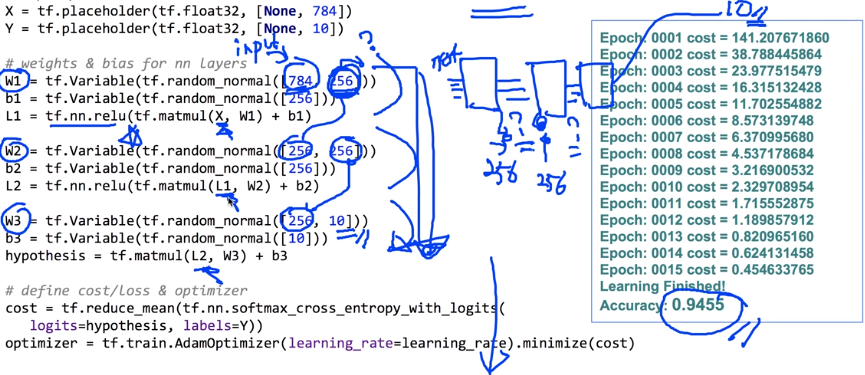 X = tf.placeholder(tf.float32, [None, 784])
Y = tf.placeholder(tf.float32, [None, 10])
input
?
# weights & bias for nn layers
W1 = tf.Variable(tf.random_normal([784, 256]))
b1 = tf.Variable(tf.random_normal([256]))
L1 = tf.nn.relu(tf.matmul(X, W1) + b1)
W2 = tf.Variable(tf.random_normal([256, 256]))
b2 = tf.Variable(tf.random_normal([256]))
L2 = tf.nn.relu(tf.matmul(L1, W2) + b2)
W3 = tf.Variable(tf.random_normal([256, 10]))
b3 = tf.Variable(tf.random_normal([10]))
hypothesis = tf.matmul(L2, W3) + b3
# define cost/loss & optimizer
cost = tf.reduce_mean(tf.nn.softmax_cross_entropy_with_logits(
logits=hypothesis, labels=Y))
optimizer = tf.train.AdamOptimizer(learning_rate=learning_rate).minimize(cost)
784
?
?
256
256
10
Epoch: 0001 cost = 141.207671860
Epoch: 0002 cost = 38.788445864
Epoch: 0003 cost = 23.977515479
Epoch: 0004 cost = 16.315132428
Epoch: 0005 cost = 11.702554882
Epoch: 0006 cost = 8.573139748
Epoch: 0007 cost = 6.370995680
Epoch: 0008 cost = 4.537178684
Epoch: 0009 cost = 3.216900532
Epoch: 0010 cost = 2.329708954
Epoch: 0011 cost = 1.715552875
Epoch: 0012 cost = 1.189857912
Epoch: 0013 cost = 0.820965160
Epoch: 0014 cost = 0.624131458
Epoch: 0015 cost = 0.454633765
Learning Finished!
Accuracy: 0.9455